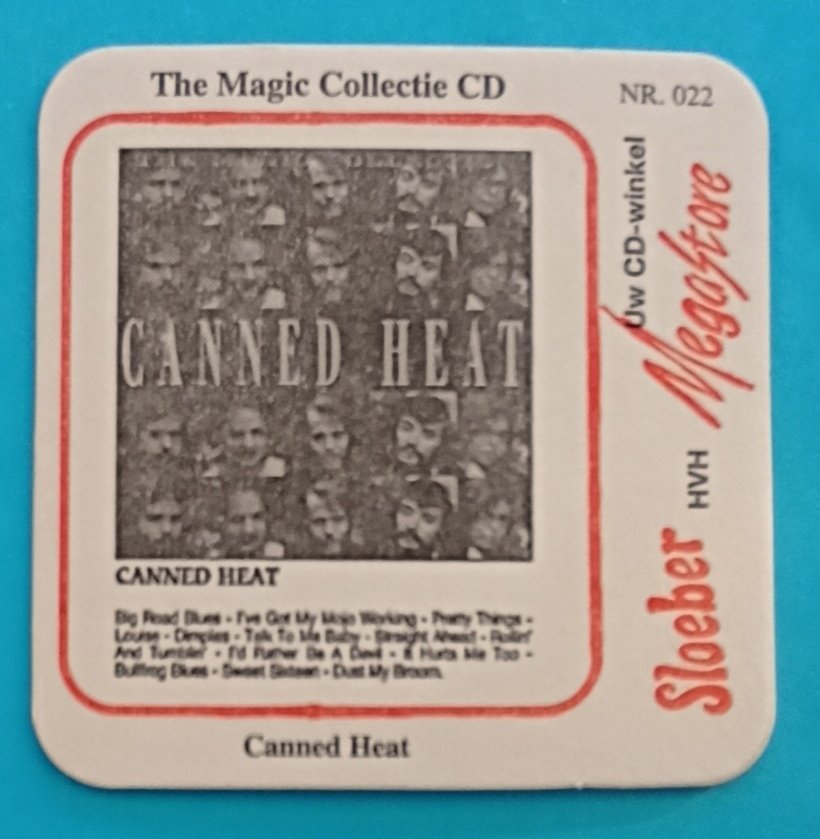 The Magic Collectie CD
NR. 022
CANNED HEAT
CANNED HEAT
Big Road Blues - I've Got My Mojo Working - Pretty Things -
Louise - Dimples - Talk To Me Baby - Straight Ahead - Rollin'
And Tumblin' - I'd Rather Be A Devil - It Hurts Me Too -
Bullfrog Blues - Sweet Sixteen - Dust My Broom.
Canned Heat
Uw CD-winkel
Megastore
Sloeber HVH